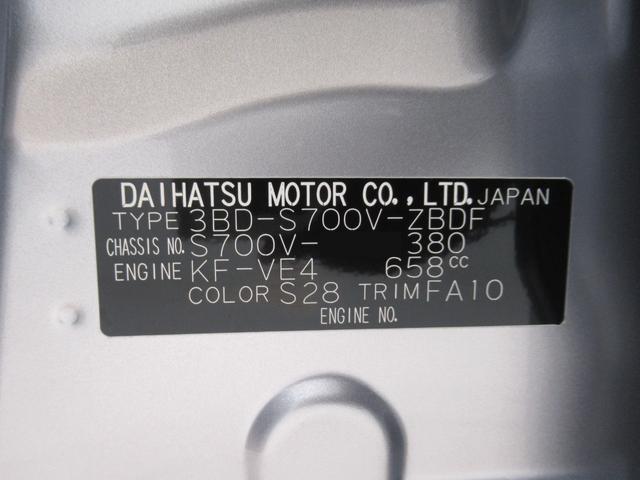 DAIHATSU MOTOR CO.,LTD. JAPAN
TYPE 3BD-S700V-ZBDF
CHASSIS NO. S700V- 380
ENGINE KF-VE4 658cc
COLOR S28 TRIM FA10
ENGINE NO.